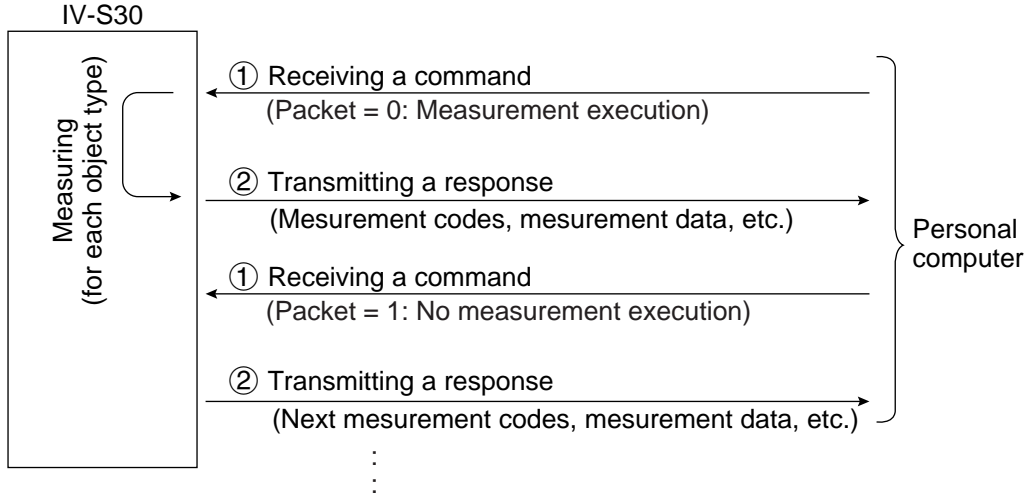 IV-S30
Measuring
(for each object type)
① Receiving a command
(Packet = 0: Measurement execution)
② Transmitting a response
(Mesurement codes, mesurement data, etc.)
① Receiving a command
(Packet = 1: No measurement execution)
② Transmitting a response
(Next mesurement codes, mesurement data, etc.)
Personal
computer